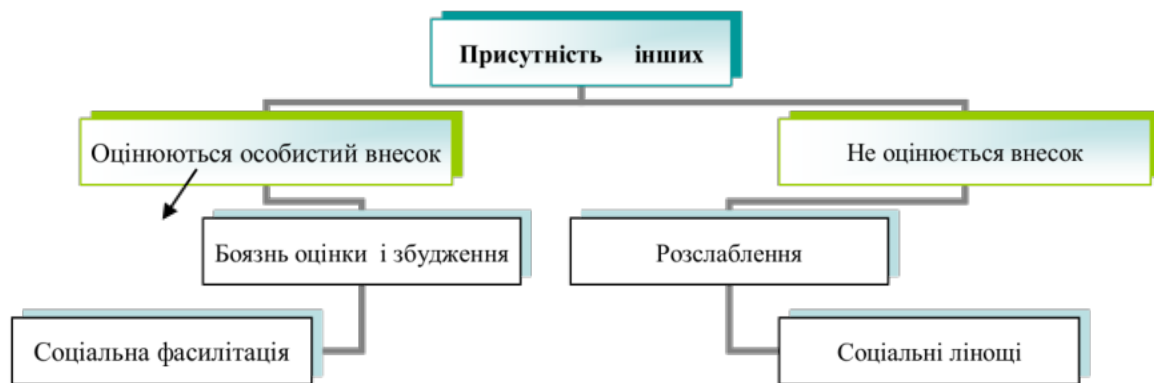 Присутність інших
Оцінюються особистий внесок
Не оцінюється внесок
Боязнь оцінки і збудження
Розслаблення
Соціальна фасилітація
Соціальні лінощі